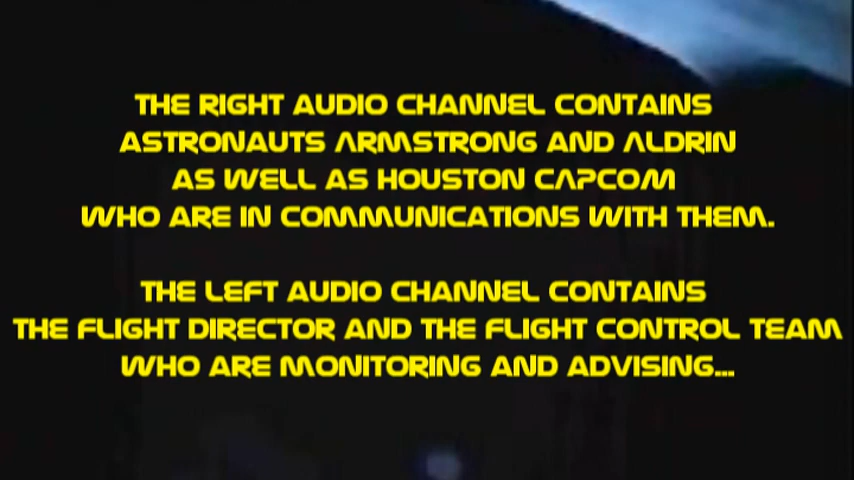 THE RIGHT AUDIO CHANNEL CONTAINS
ASTRONAUTS ARMSTRONG AND ALDRIN
AS WELL AS HOUSTON CAPCOM
WHO ARE IN COMMUNICATIONS WITH THEM.
THE LEFT AUDIO CHANNEL CONTAINS
THE FLIGHT DIRECTOR AND THE FLIGHT CONTROL TEAM
WHO ARE MONITORING AND ADVISING...